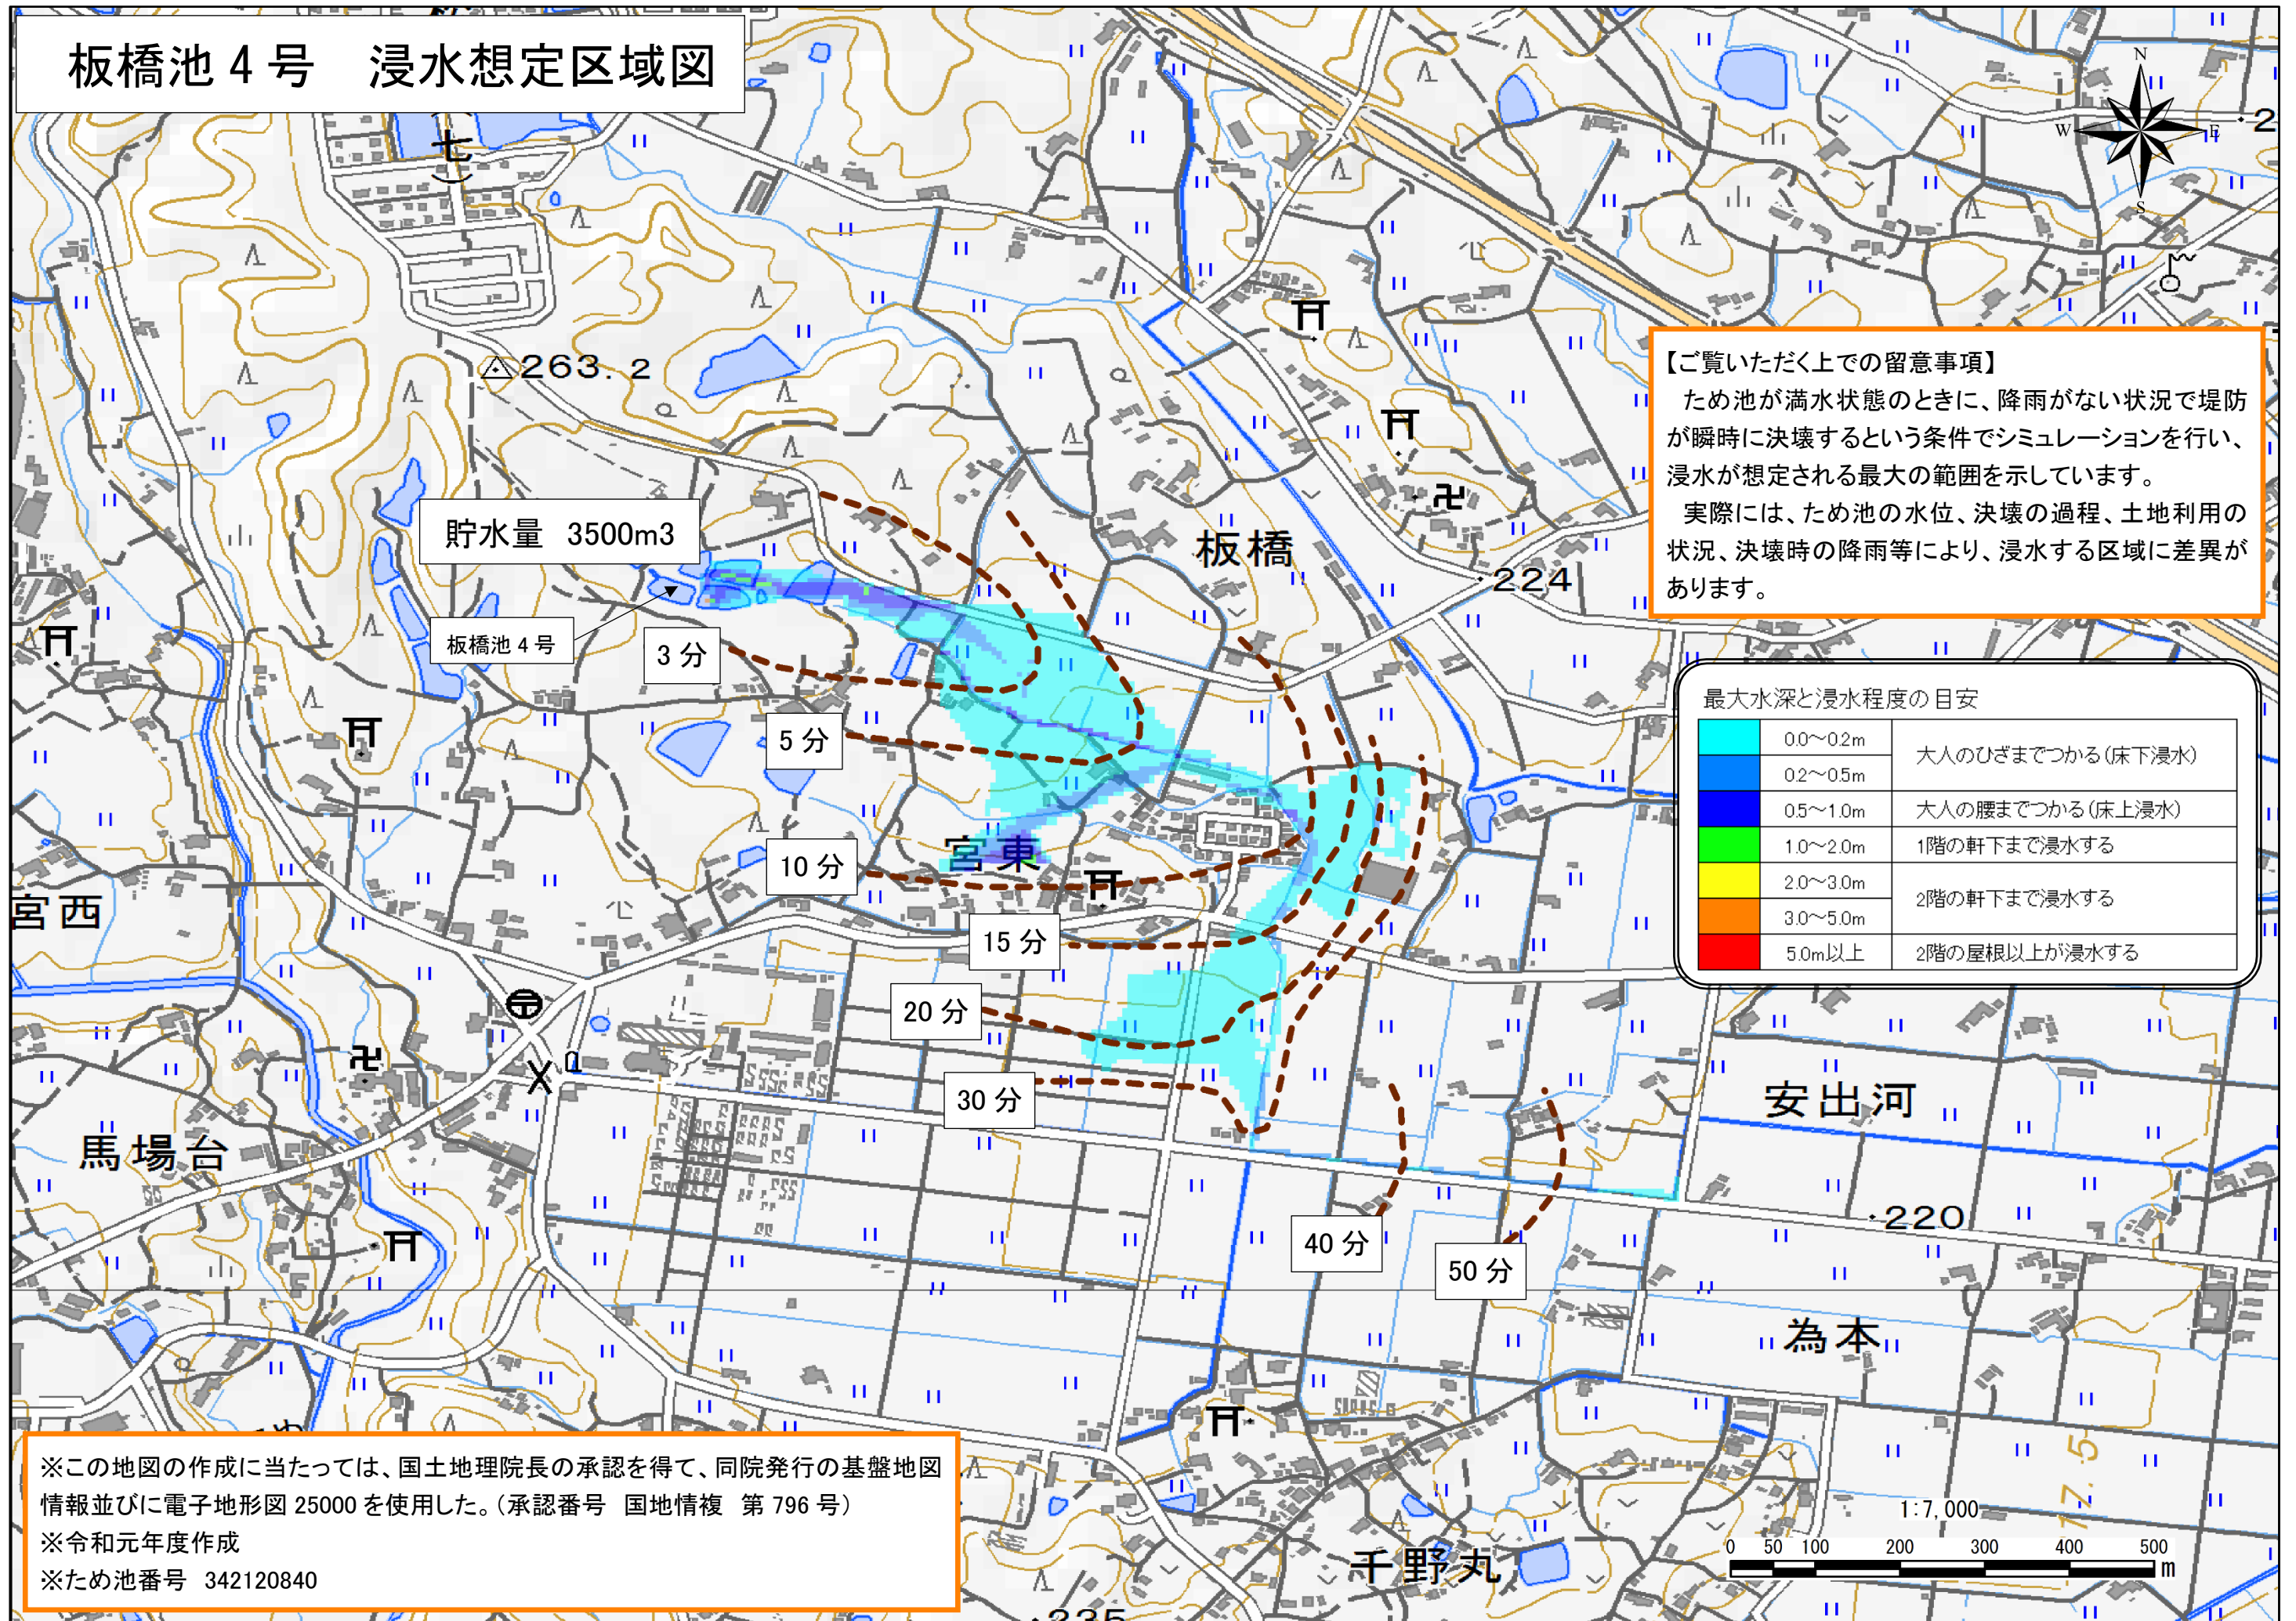 板橋池4号　浸水想定区域図
七
N
W
E
S
2
263.2
【ご覧いただく上での留意事項】
ため池が満水状態のときに、降雨がない状況で堤防
が瞬時に決壊するという条件でシミュレーションを行い、
浸水が想定される最大の範囲を示しています。
実際には、ため池の水位、決壊の過程、土地利用の
状況、決壊時の降雨等により、浸水する区域に差異が
あります。
貯水量　3500m3
板橋
224
板橋池4号
3分
5分
最大水深と浸水程度の目安
0.0～0.2m
大人のひざまでつかる(床下浸水)
0.2～0.5m
0.5～1.0m
大人の腰までつかる(床上浸水)
1.0～2.0m
1階の軒下まで浸水する
2.0～3.0m
2階の軒下まで浸水する
3.0～5.0m
5.0m以上
2階の屋根以上が浸水する
宮東
10分
宮西
15分
20分
30分
安出河
馬場台
220
40分
50分
為本
※この地図の作成に当たっては、国土地理院長の承認を得て、同院発行の基盤地図
情報並びに電子地形図25000を使用した。(承認番号　国地情複　第796号)
※令和元年度作成
※ため池番号　342120840
17.5
1:7,000
0 50 100 200 300 400 500
m
千野丸
235